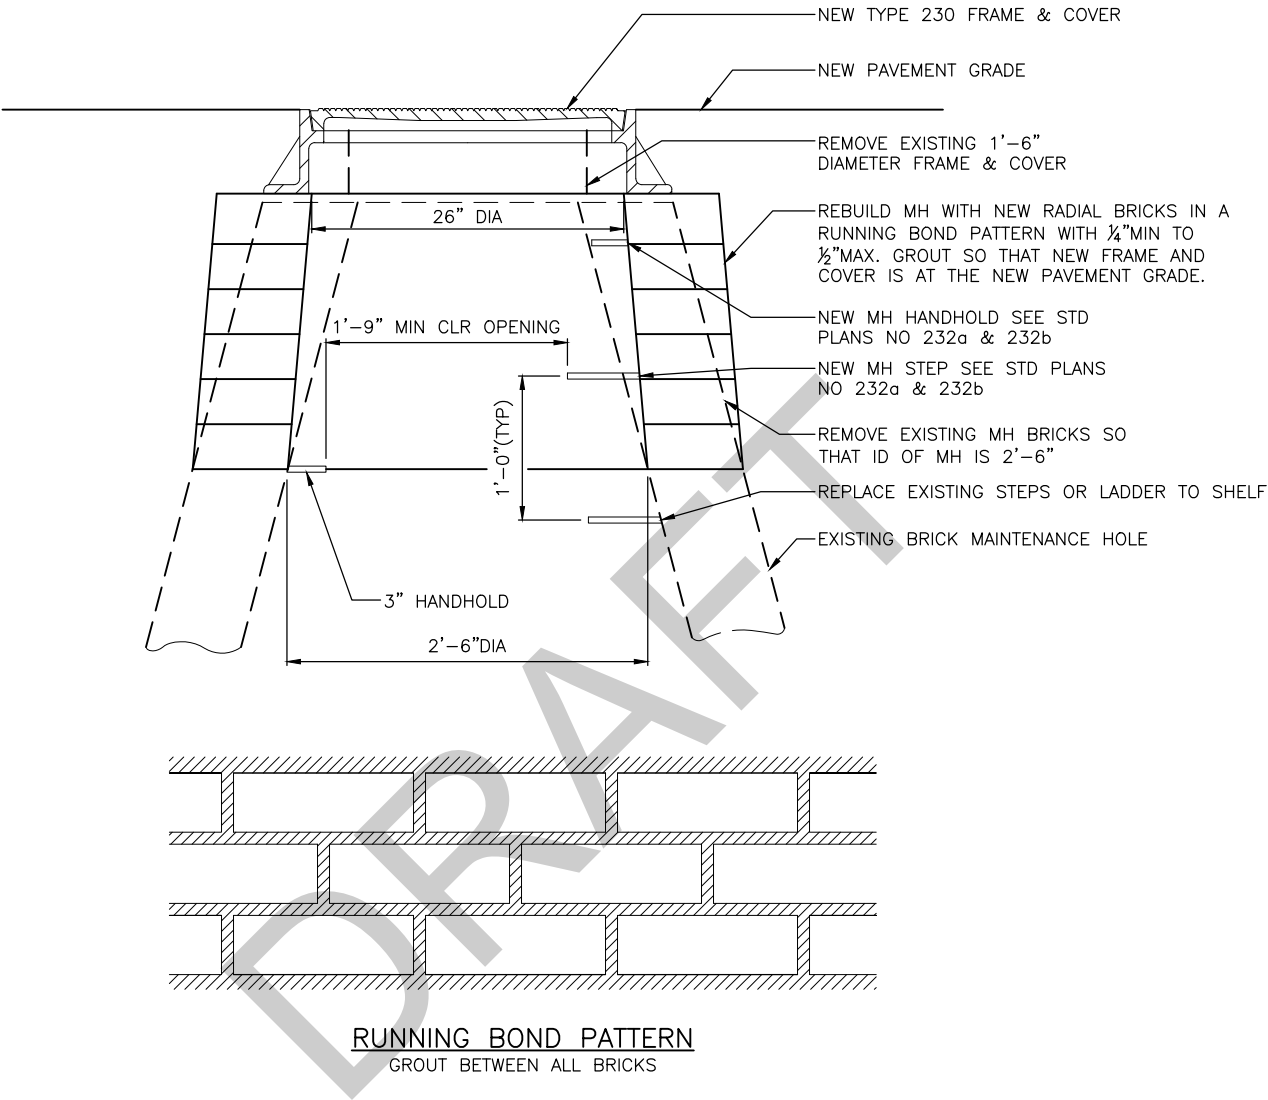 NEW TYPE 230 FRAME & COVER
NEW PAVEMENT GRADE
REMOVE EXISTING 1'-6"
DIAMETER FRAME & COVER
26" DIA
REBUILD MH WITH NEW RADIAL BRICKS IN A
RUNNING BOND PATTERN WITH ¼"MIN TO
½"MAX. GROUT SO THAT NEW FRAME AND
COVER IS AT THE NEW PAVEMENT GRADE.
1'-9" MIN CLR OPENING
NEW MH HANDHOLD SEE STD
PLANS NO 232a & 232b
NEW MH STEP SEE STD PLANS
NO 232a & 232b
1'-0"(TYP)
REMOVE EXISTING MH BRICKS SO
THAT ID OF MH IS 2'-6"
REPLACE EXISTING STEPS OR LADDER TO SHELF
EXISTING BRICK MAINTENANCE HOLE
3" HANDHOLD
2'-6"DIA
DRAFT
RUNNING BOND PATTERN
GROUT BETWEEN ALL BRICKS